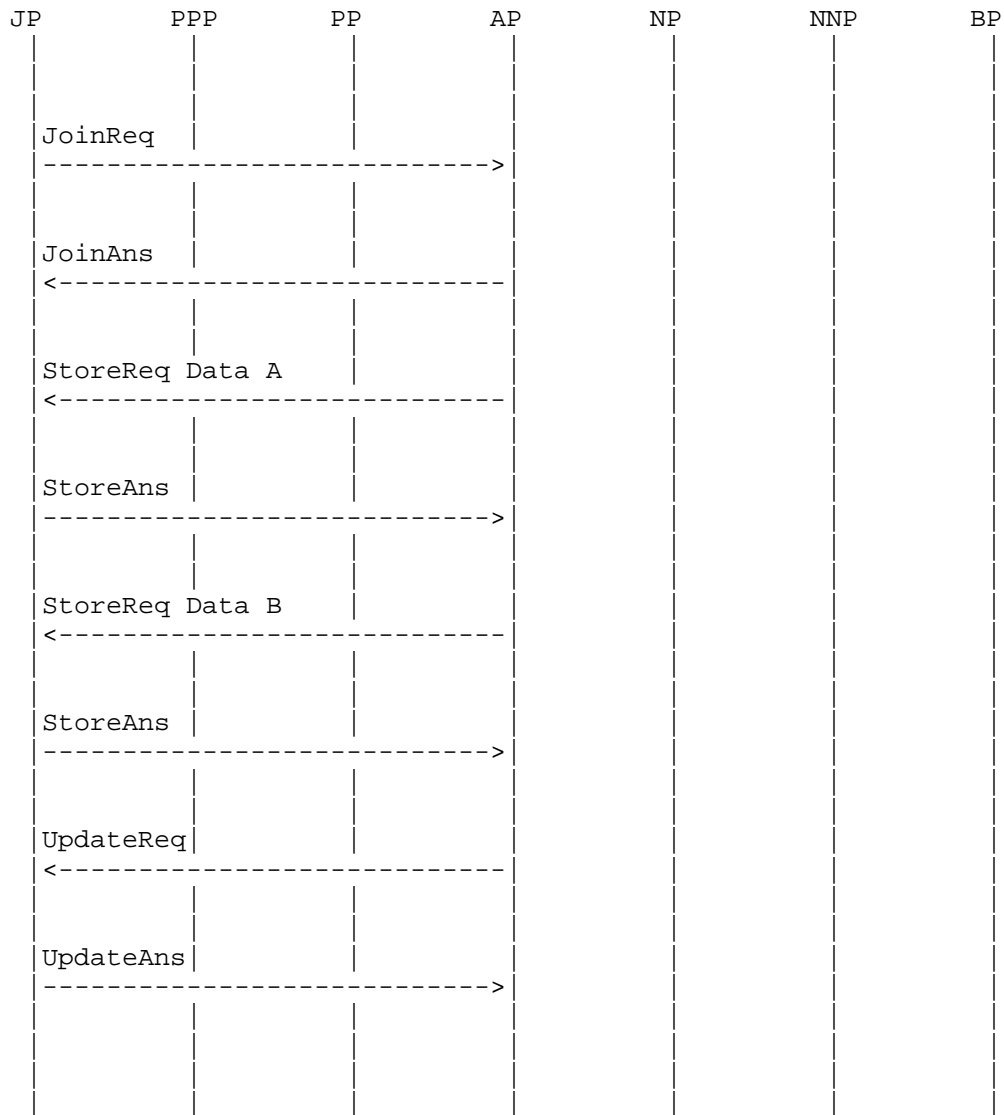 JP PPP PP AP NP NNP BP
JoinReq
JoinAns
StoreReq Data A
StoreAns
StoreReq Data B
StoreAns
UpdateReq
UpdateAns